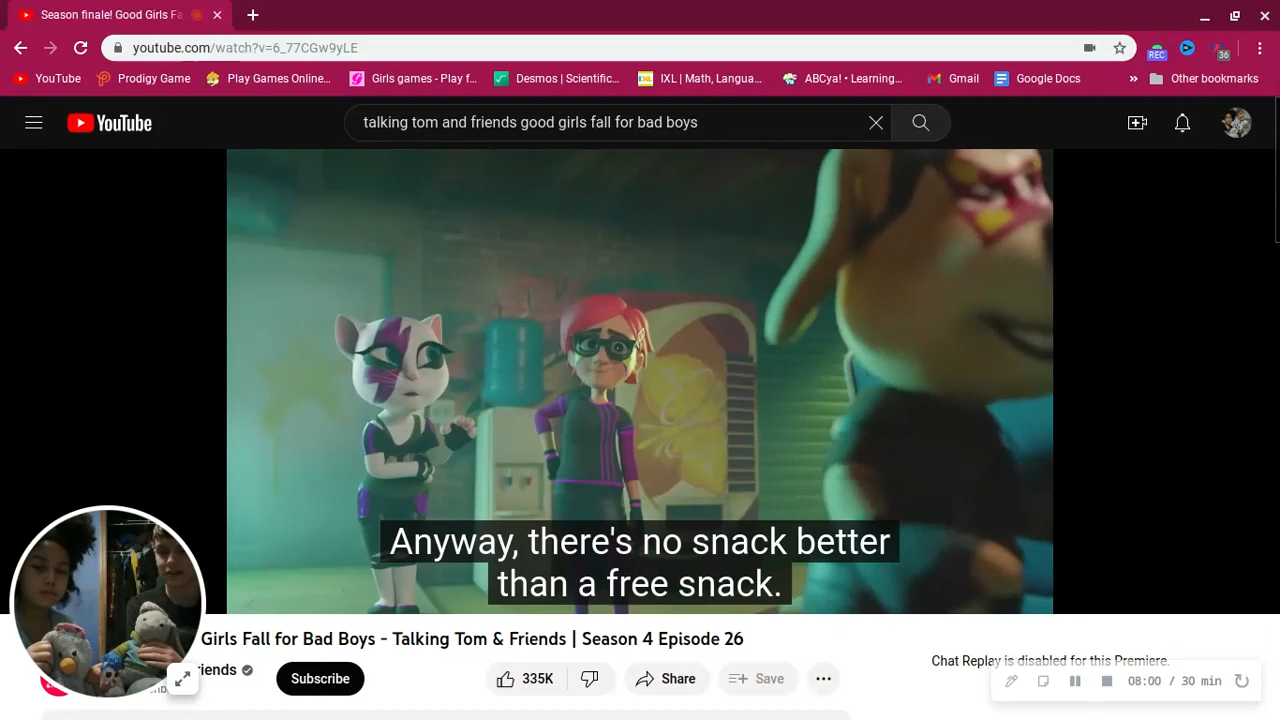 Season finale! Good Girls Fa
youtube.com/watch?v=6_77CGw9yLE
REC
36
YouTube
Prodigy Game
Play Games Online...
Girls games - Play f...
Desmos | Scientific...
IXL | Math, Langua...
ABCya! • Learning...
Gmail
Google Docs
»
Other bookmarks
YouTube
talking tom and friends good girls fall for bad boys
Anyway, there's no snack better
than a free snack.
Girls Fall for Bad Boys - Talking Tom & Friends | Season 4 Episode 26
riends
Subscribe
335K
Share
Save
Chat Replay is disabled for this Premiere.
08:00 / 30 min